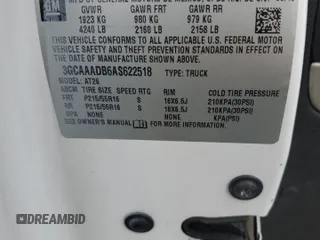 GM
GVWR GAWR FRT GAWR RR
1923 KG 980 KG 979 KG
4240 LB 2160 LB 2158 LB
THIS VEHICLE CONFORMS TO ALL APPLICABLE U.S. FEDERAL MOTOR
VEHICLE SAFETY AND THEFT PREVENTION STANDARDS IN EFFECT
ON THE DATE OF MANUFACTURE SHOWN ABOVE.
3GCAAADB6AS622518 TYPE: TRUCK
MODEL: AT26
TIRE SIZE SPEED RTG RIM COLD TIRE PRESSURE
FRT P215/55R16 S 16X6.5J 210KPA(30PSI)
RR P215/55R16 S 16X6.5J 210KPA(30PSI)
SPA NONE NONE KPA(PSI)
SEE OWNER'S MANUAL FOR ADDITIONAL INFORMATION.
DREAMBID